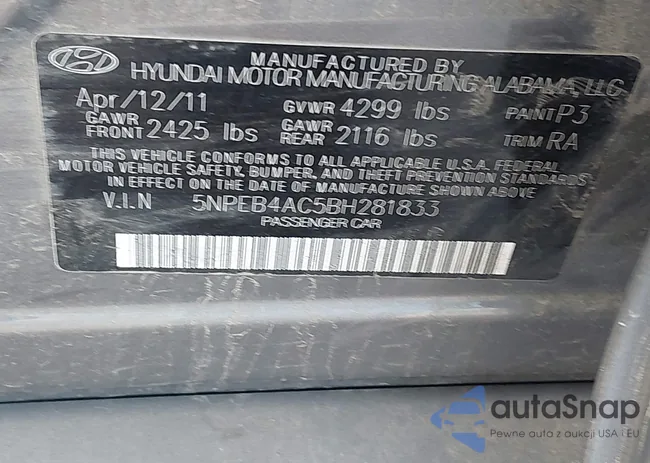 MANUFACTURED BY
HYUNDAI MOTOR MANUFACTURING ALABAMA, LLC
Apr/12/11 GVWR 4299 lbs PAINT P3
GAWR FRONT 2425 lbs GAWR REAR 2116 lbs TRIM RA
THIS VEHICLE CONFORMS TO ALL APPLICABLE U.S.A. FEDERAL
MOTOR VEHICLE SAFETY, BUMPER, AND THEFT PREVENTION STANDARDS
IN EFFECT ON THE DATE OF MANUFACTURE SHOWN ABOVE.
V.I.N 5NPEB4AC5BH281833
PASSENGER CAR
autaSnap
Pewne auta z aukcji USA i EU